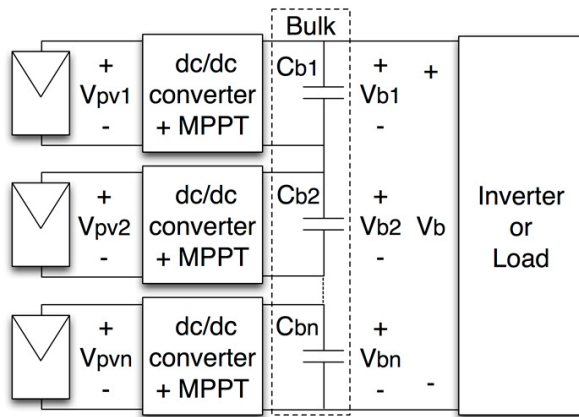 Bulk
+
Vpv1
-
dc/dc
converter
+ MPPT
Cb1
+
Vb1
-
+
Vpv2
-
dc/dc
converter
+ MPPT
Cb2
+
Vb2
-
+
Vb
-
Inverter
or
Load
+
Vpvn
-
dc/dc
converter
+ MPPT
Cbn
+
Vbn
-